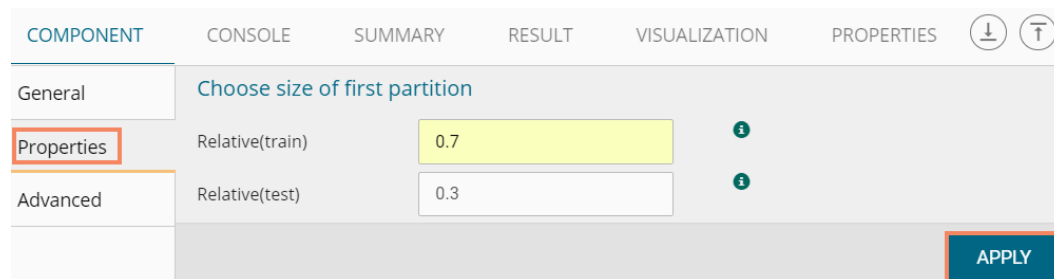 COMPONENT CONSOLE SUMMARY RESULT VISUALIZATION PROPERTIES
General
Choose size of first partition
Properties
Relative(train) 0.7
Advanced
Relative(test) 0.3
APPLY